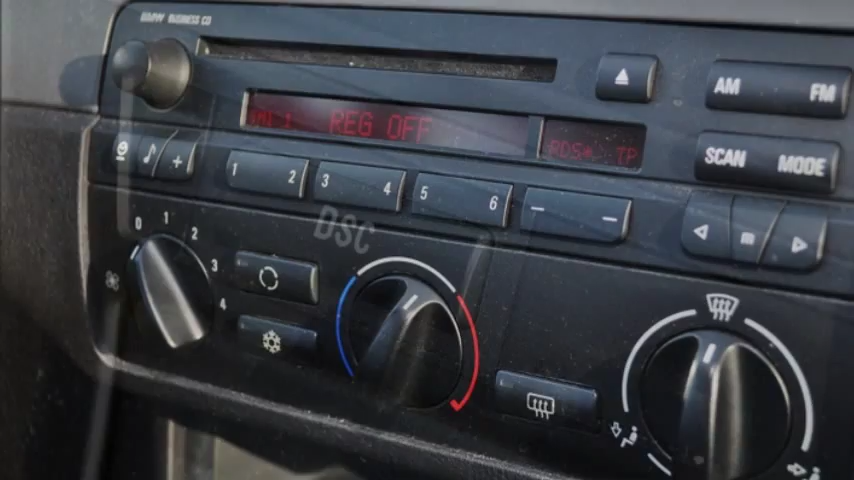 BMW BUSINESS CD
AM FM
REG OFF
RDS* TP
SCAN MODE
1 2 3 4 5 6
m
DSC
0 1 2 3 4